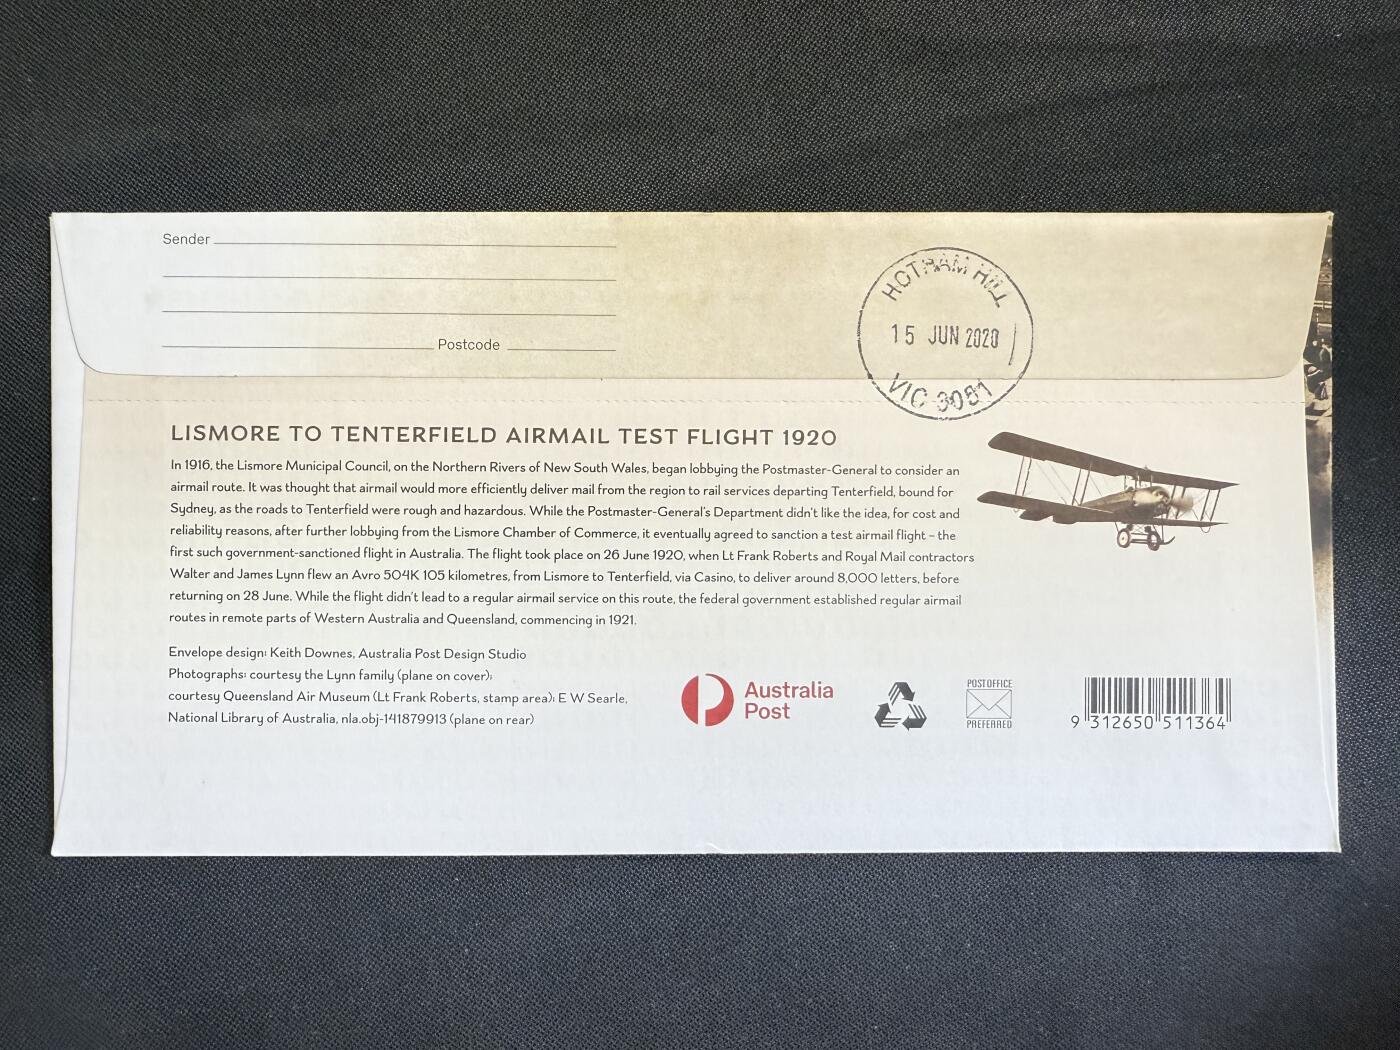 Sender
Postcode
HOTHAM HILL
15 JUN 2020
VIC 3051
LISMORE TO TENTERFIELD AIRMAIL TEST FLIGHT 1920
In 1916, the Lismore Municipal Council, on the Northern Rivers of New South Wales, began lobbying the Postmaster-General to consider an
airmail route. It was thought that airmail would more efficiently deliver mail from the region to rail services departing Tenterfield, bound for
Sydney, as the roads to Tenterfield were rough and hazardous. While the Postmaster-General's Department didn't like the idea, for cost and
reliability reasons, after further lobbying from the Lismore Chamber of Commerce, it eventually agreed to sanction a test airmail flight – the
first such government-sanctioned flight in Australia. The flight took place on 26 June 1920, when Lt Frank Roberts and Royal Mail contractors
Walter and James Lynn flew an Avro 504K 105 kilometres, from Lismore to Tenterfield, via Casino, to deliver around 8,000 letters, before
returning on 28 June. While the flight didn't lead to a regular airmail service on this route, the federal government established regular airmail
routes in remote parts of Western Australia and Queensland, commencing in 1921.
Envelope design: Keith Downes, Australia Post Design Studio
Photographs: courtesy the Lynn family (plane on cover);
courtesy Queensland Air Museum (Lt Frank Roberts, stamp area); E W Searle,
National Library of Australia, nla.obj-141879913 (plane on rear)
Australia
Post
POST OFFICE
PREFERRED
9 312650 511364